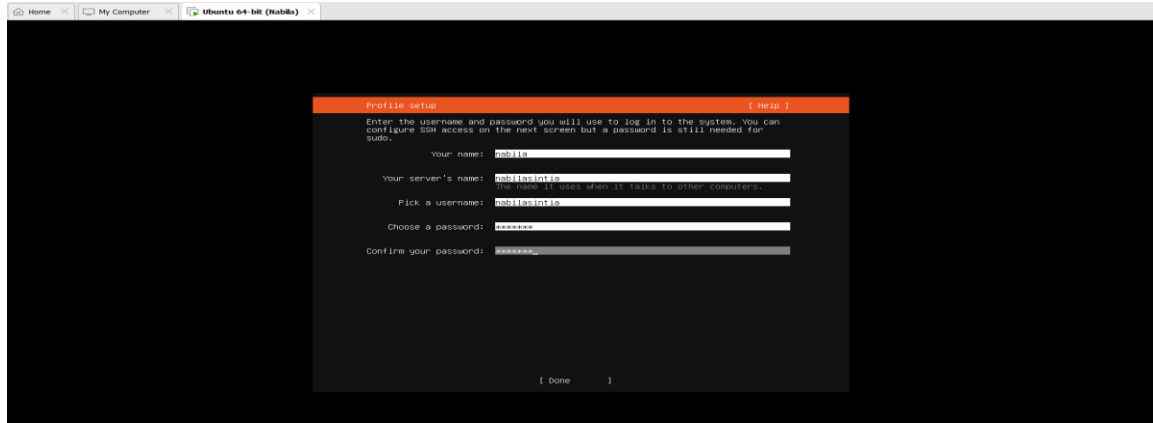 Home
My Computer
Ubuntu 64-bit (Nabila)
Profile setup [ Help ]
Enter the username and password you will use to log in to the system. You can
configure SSH access on the next screen but a password is still needed for
sudo.
Your name: nabila
Your server's name: nabilasintia
The name it uses when it talks to other computers.
Pick a username: nabilasintia
Choose a password: *******
Confirm your password: *******_
[ Done ]